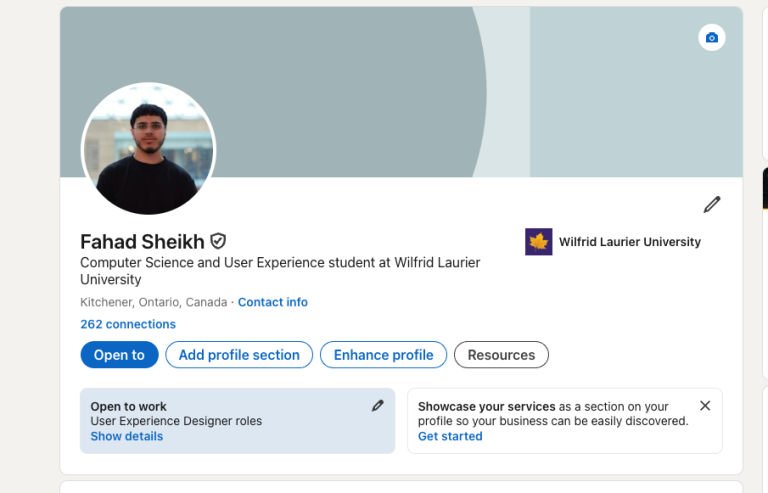 Fahad Sheikh
Wilfrid Laurier University
Computer Science and User Experience student at Wilfrid Laurier
University
Kitchener, Ontario, Canada · Contact info
262 connections
Open to
Add profile section
Enhance profile
Resources
Open to work
User Experience Designer roles
Show details
Showcase your services as a section on your
profile so your business can be easily discovered.
Get started